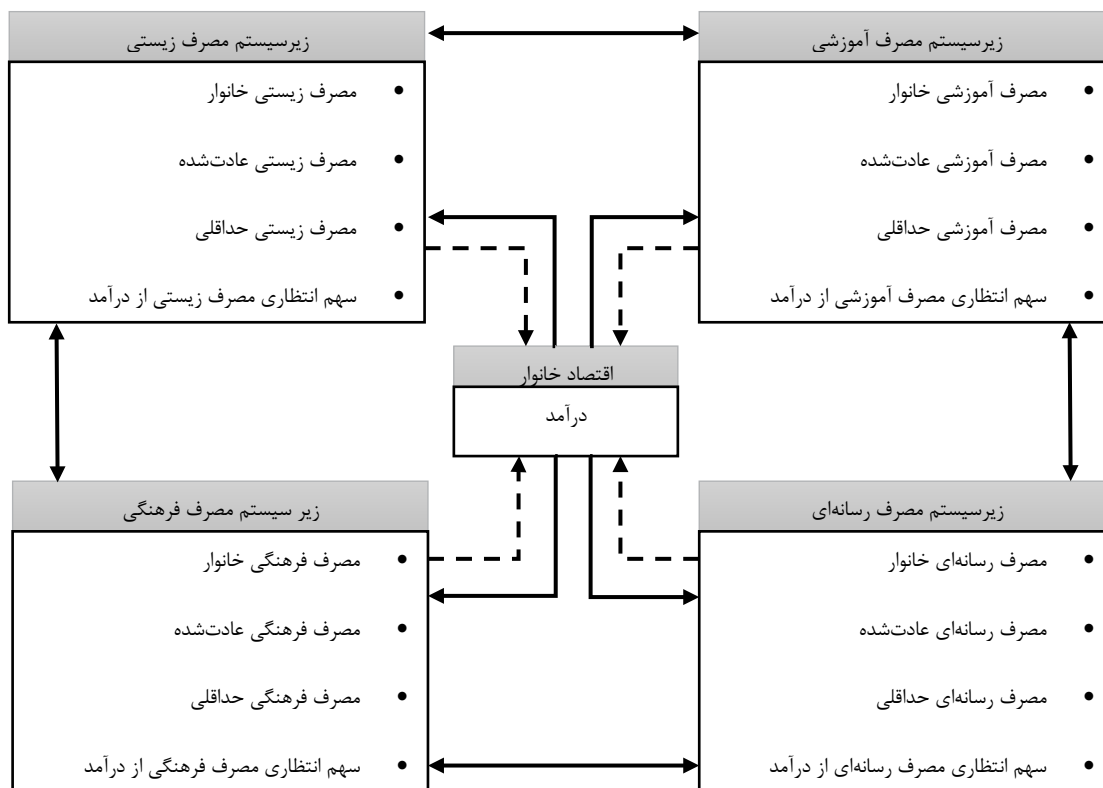 زیرسیستم مصرف آموزشی
• مصرف آموزشی خانوار
• مصرف آموزشی عادت‌شده
• مصرف آموزشی حداقلی
• سهم انتظاری مصرف آموزشی از درآمد
زیرسیستم مصرف زیستی
• مصرف زیستی خانوار
• مصرف زیستی عادت‌شده
• مصرف زیستی حداقلی
• سهم انتظاری مصرف زیستی از درآمد
اقتصاد خانوار
درآمد
زیرسیستم مصرف رسانه‌ای
• مصرف رسانه‌ای خانوار
• مصرف رسانه‌ای عادت‌شده
• مصرف رسانه‌ای حداقلی
• سهم انتظاری مصرف رسانه‌ای از درآمد
زیر سیستم مصرف فرهنگی
• مصرف فرهنگی خانوار
• مصرف فرهنگی عادت‌شده
• مصرف فرهنگی حداقلی
• سهم انتظاری مصرف فرهنگی از درآمد